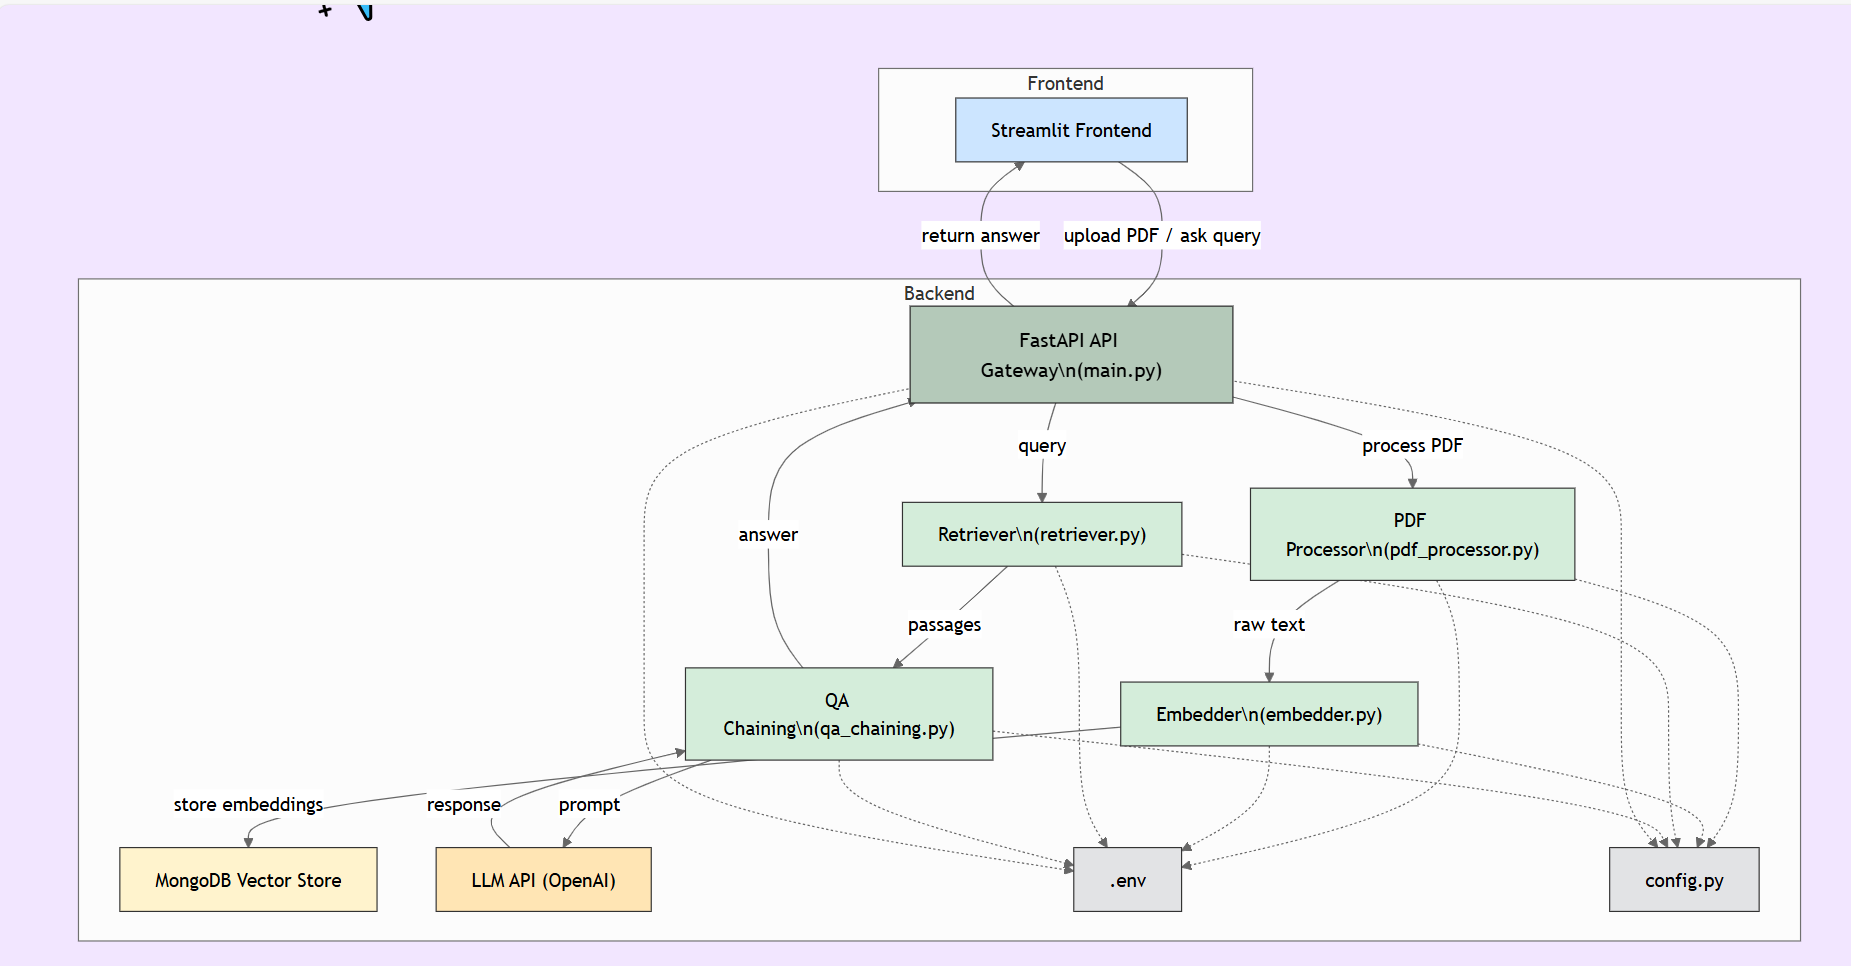 Frontend
Streamlit Frontend
return answer
upload PDF / ask query
Backend
FastAPI API
Gateway\n(main.py)
query
process PDF
answer
Retriever\n(retriever.py)
PDF
Processor\n(pdf_processor.py)
passages
raw text
QA
Chaining\n(qa_chaining.py)
Embedder\n(embedder.py)
store embeddings
response
prompt
MongoDB Vector Store
LLM API (OpenAI)
.env
config.py